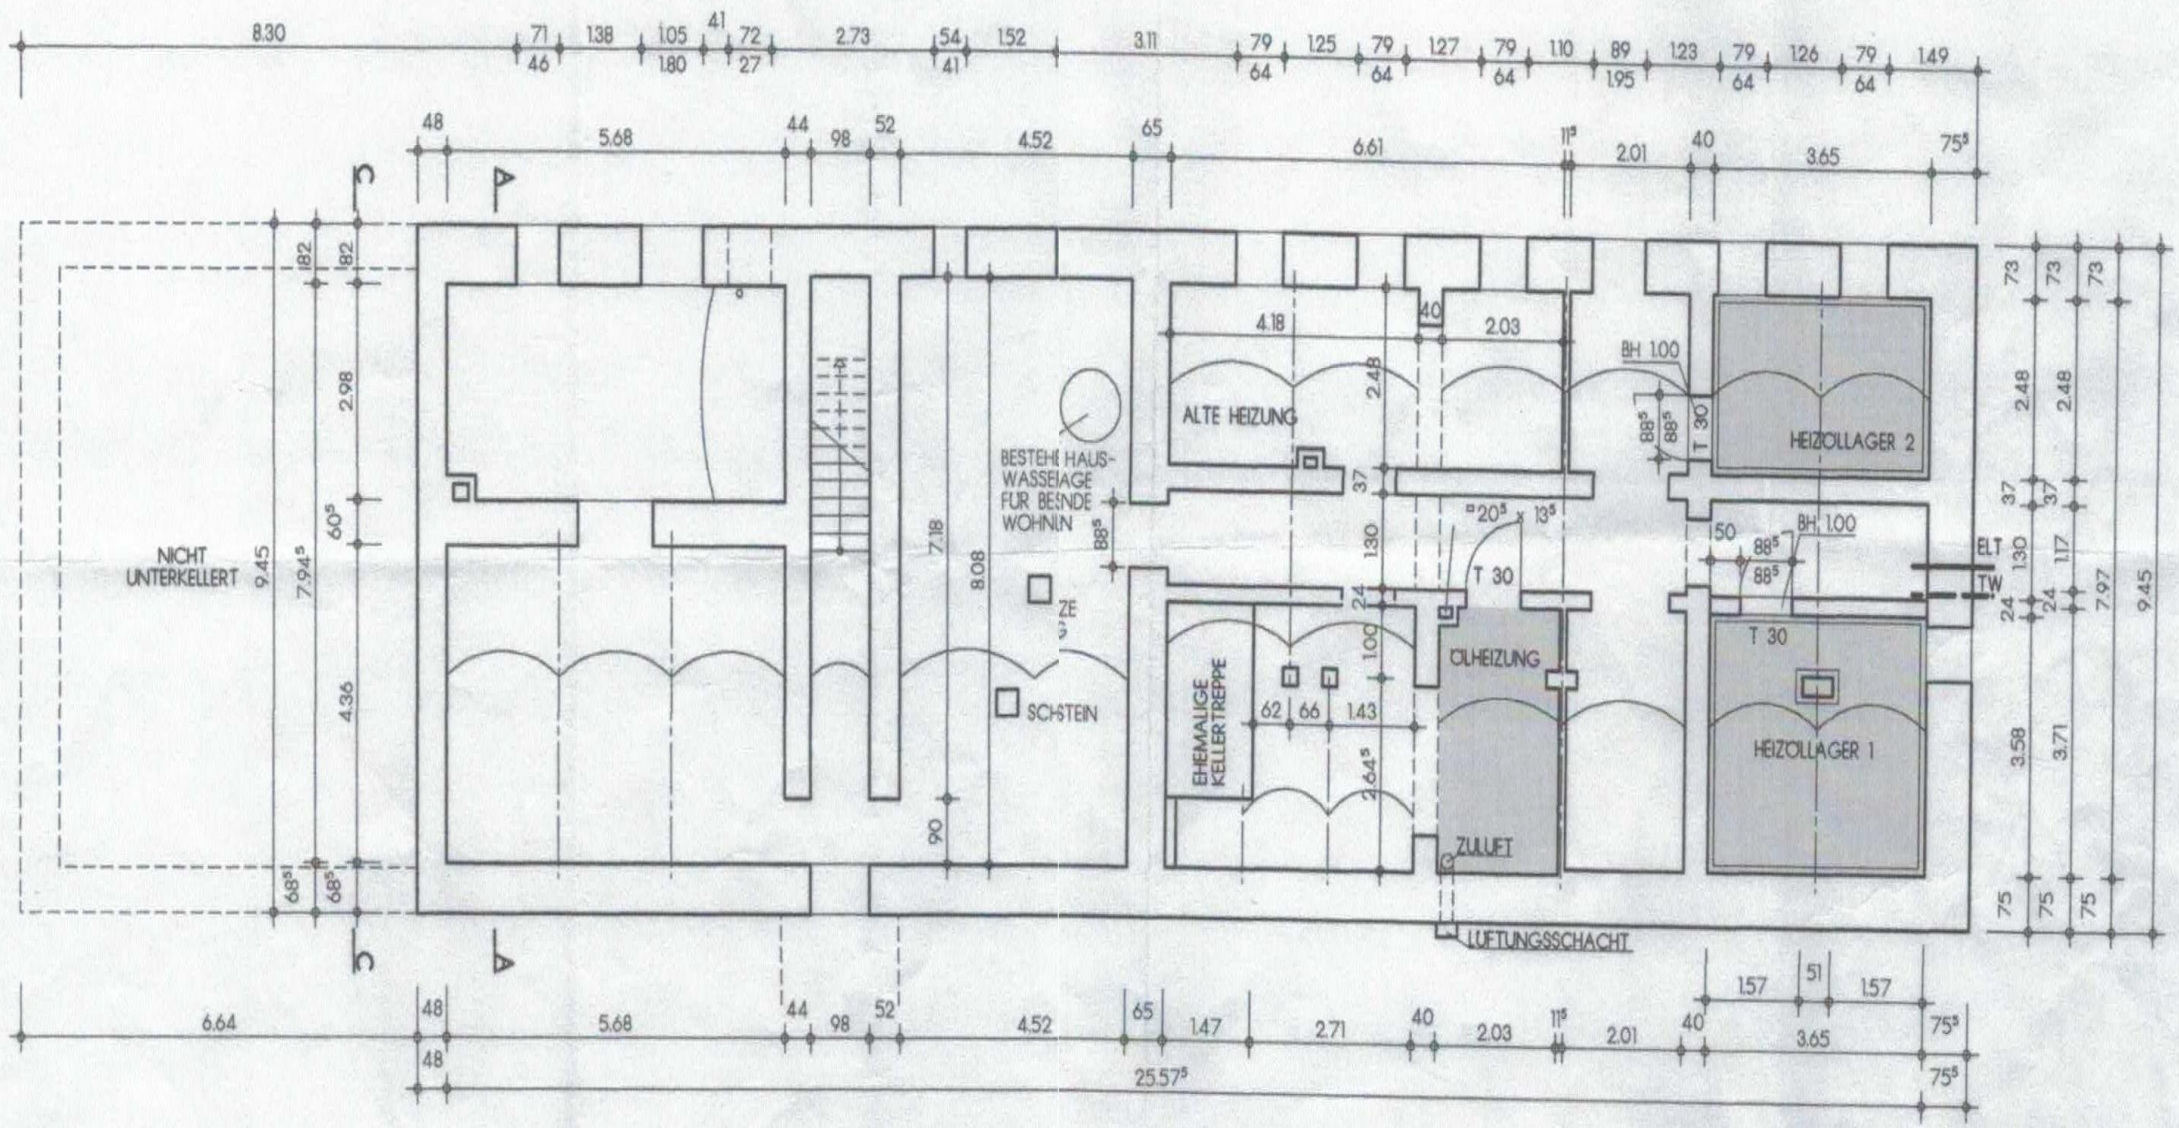 8.30
71 1.38 1.05 41 72 2.73 54 1.52 3.11 79 1.25 79 1.27 79 1.10 89 1.23 79 1.26 79 1.49
46 1.80 27 41 64 64 64 1.95 64 64
48 5.68 44 98 52 4.52 65 6.61 11⁵ 2.01 40 3.65 75⁵
C A
82 82
73 73 73
4.18 40 2.03
BH 1.00
2.98
2.48
2.48 2.48
88⁵ 88⁵ T 30
ALTE HEIZUNG
HEIZÖLLAGER 2
BESTEHE HAUS-
WASSERAGE
FÜR BEENDE
WOHNUN
37
37 37
60⁵
88⁵
20⁵ x 13⁵
50 BH 1.00
88⁵
88⁵
ELT
TW
NICHT
UNTERKELLERT
9.45
7.94⁵
7.18
8.08
1.30
T 30
1.30 1.17
7.97
9.45
24
24 24
ZE
G
T 30
1.00
ÖLHEIZUNG
EHEMALIGE
KELLERTREPPE
4.36
SCHSTEIN
62 66 1.43
HEIZÖLLAGER 1
3.58 3.71
2.64⁵
90
ZULUFT
68⁵ 68⁵
75 75 75
LÜFTUNGSSCHACHT
C A
1.57 51 1.57
6.64 48 5.68 44 98 52 4.52 65 1.47 2.71 40 2.03 11⁵ 2.01 40 3.65 75⁵
48 25.57⁵ 75⁵